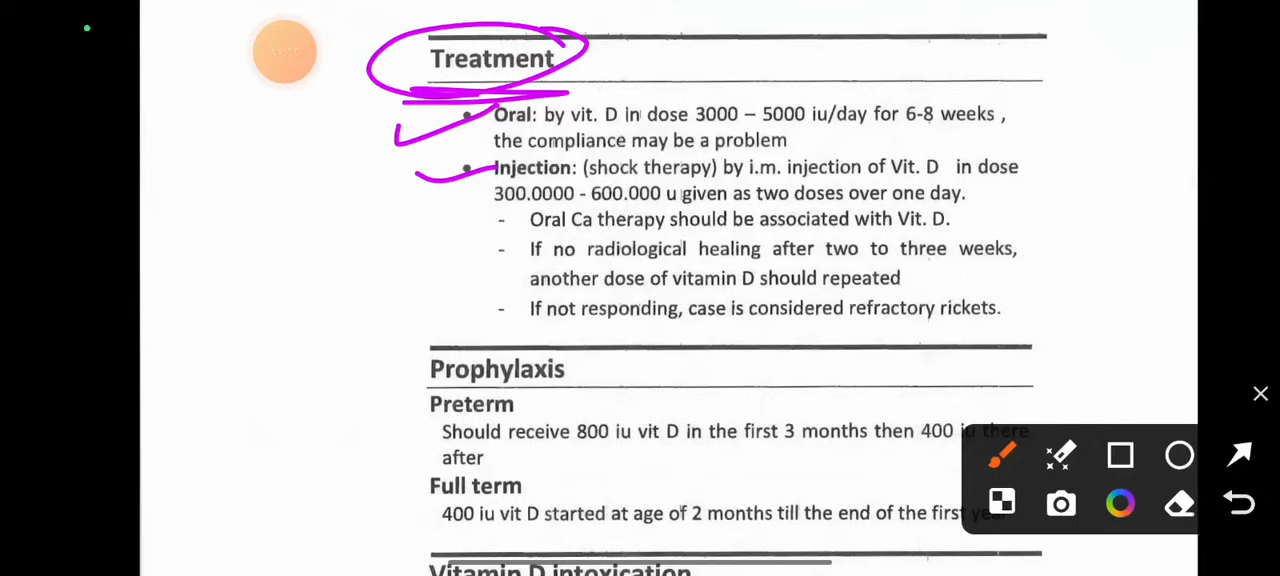 Treatment
• Oral: by vit. D in dose 3000 – 5000 iu/day for 6-8 weeks ,
the compliance may be a problem
• Injection: (shock therapy) by i.m. injection of Vit. D in dose
300.0000 - 600.000 u given as two doses over one day.
- Oral Ca therapy should be associated with Vit. D.
- If no radiological healing after two to three weeks,
another dose of vitamin D should repeated
- If not responding, case is considered refractory rickets.
Prophylaxis
Preterm
Should receive 800 iu vit D in the first 3 months then 400 iu there
after
Full term
400 iu vit D started at age of 2 months till the end of the first year
Vitamin D intoxication